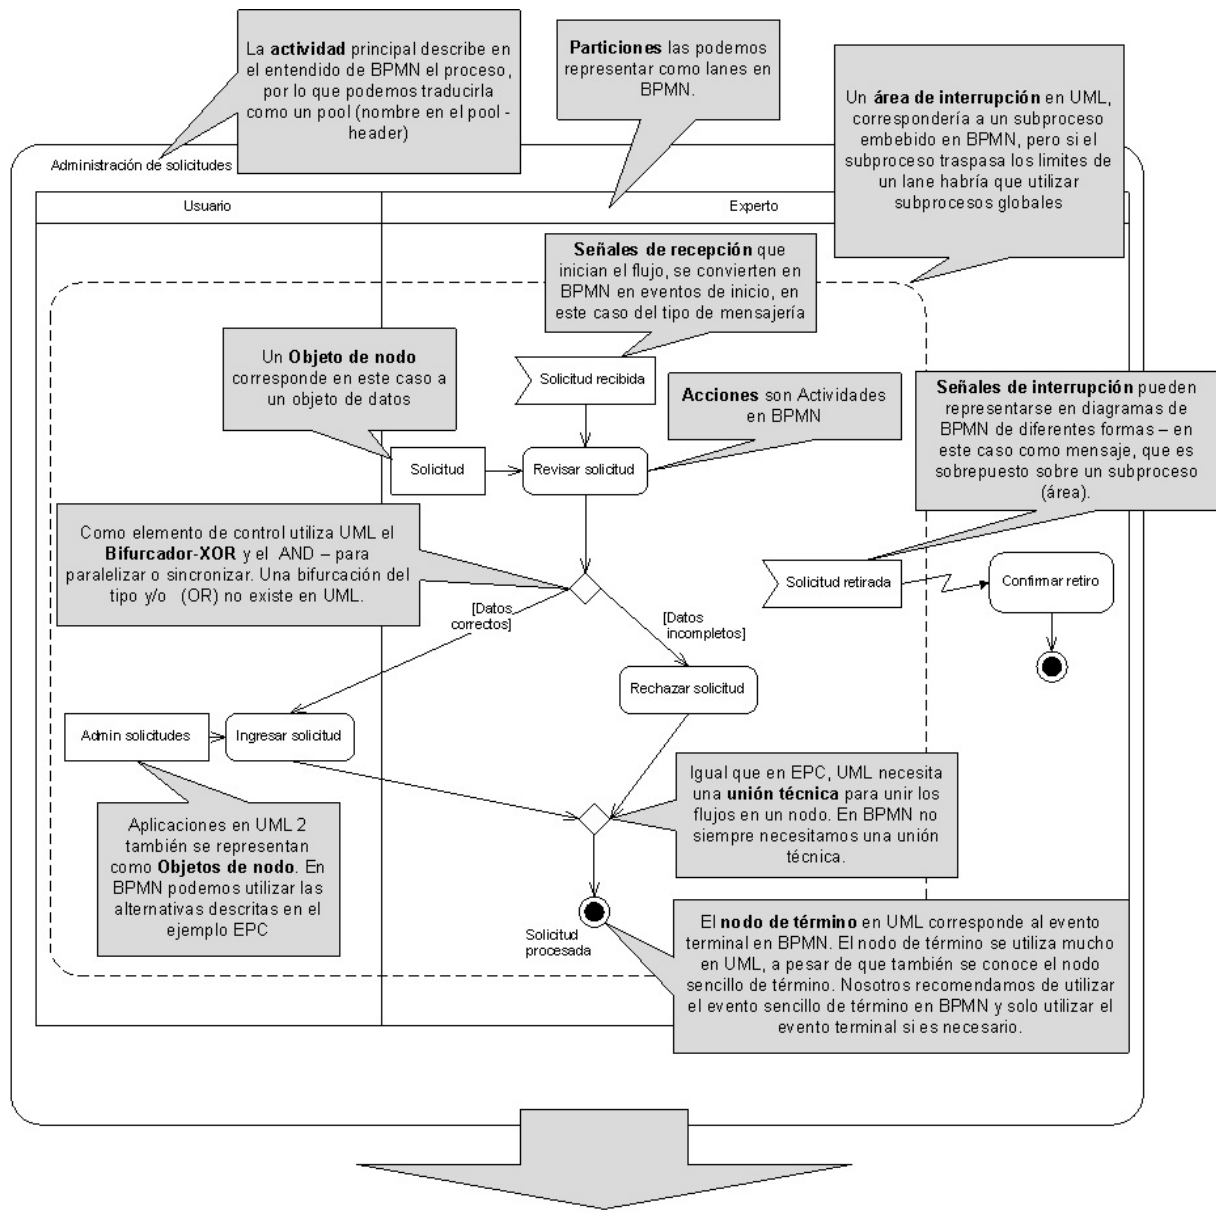 La actividad principal describe en
el entendido de BPMN el proceso,
por lo que podemos traducirla
como un pool (nombre en el pool -
header)
Particiones las podemos
representar como lanes en
BPMN.
Un área de interrupción en UML,
correspondería a un subproceso
embebido en BPMN, pero si el
subproceso traspasa los limites de
un lane habría que utilizar
subprocesos globales
Administración de solicitudes
Usuario
Experto
Señales de recepción que
inician el flujo, se convierten en
BPMN en eventos de inicio, en
este caso del tipo de mensajería
Un Objeto de nodo
corresponde en este caso a
un objeto de datos
Solicitud recibida
Acciones son Actividades
en BPMN
Señales de interrupción pueden
representarse en diagramas de
BPMN de diferentes formas – en
este caso como mensaje, que es
sobrepuesto sobre un subproceso
(área).
Solicitud
Revisar solicitud
Como elemento de control utiliza UML el
Bifurcador-XOR y el AND – para
paralelizar o sincronizar. Una bifurcación del
tipo y/o (OR) no existe en UML.
Solicitud retirada
Confirmar retiro
[Datos
correctos]
[Datos
incompletos]
Rechazar solicitud
Admin solicitudes
Ingresar solicitud
Igual que en EPC, UML necesita
una unión técnica para unir los
flujos en un nodo. En BPMN no
siempre necesitamos una unión
técnica.
Aplicaciones en UML 2
también se representan
como Objetos de nodo. En
BPMN podemos utilizar las
alternativas descritas en el
ejemplo EPC
Solicitud
procesada
El nodo de término en UML corresponde al evento
terminal en BPMN. El nodo de término se utiliza mucho
en UML, a pesar de que también se conoce el nodo
sencillo de término. Nosotros recomendamos de utilizar
el evento sencillo de término en BPMN y solo utilizar el
evento terminal si es necesario.